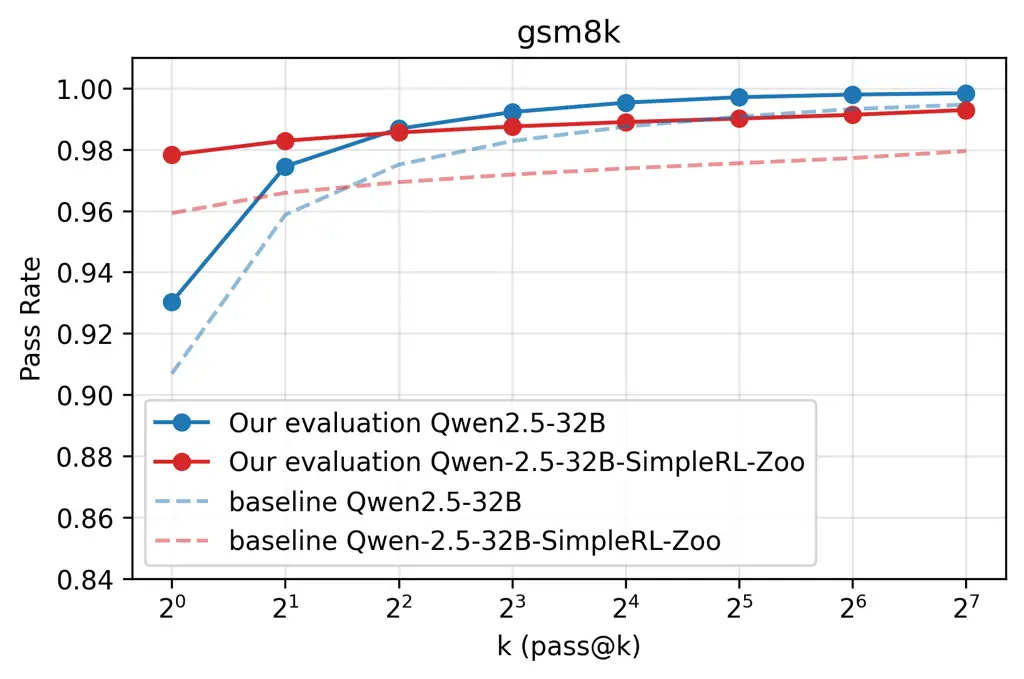 gsm8k
Pass Rate
1.00
0.98
0.96
0.94
0.92
0.90
0.88
0.86
0.84
Our evaluation Qwen2.5-32B
Our evaluation Qwen-2.5-32B-SimpleRL-Zoo
baseline Qwen2.5-32B
baseline Qwen-2.5-32B-SimpleRL-Zoo
2⁰ 2¹ 2² 2³ 2⁴ 2⁵ 2⁶ 2⁷
k (pass@k)